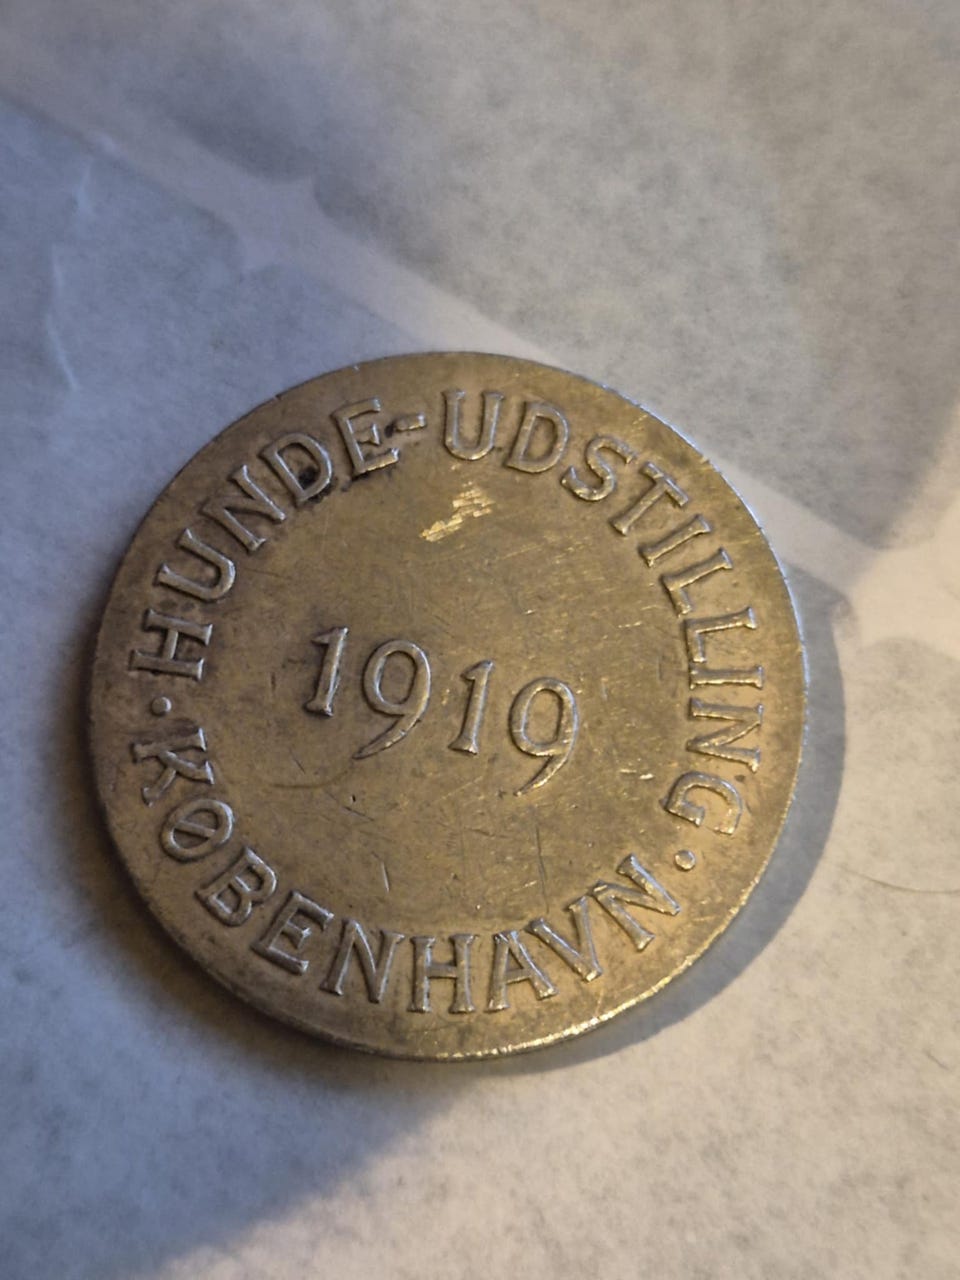 · HUNDE-UDSTILLING ·
1919
KØBENHAVN